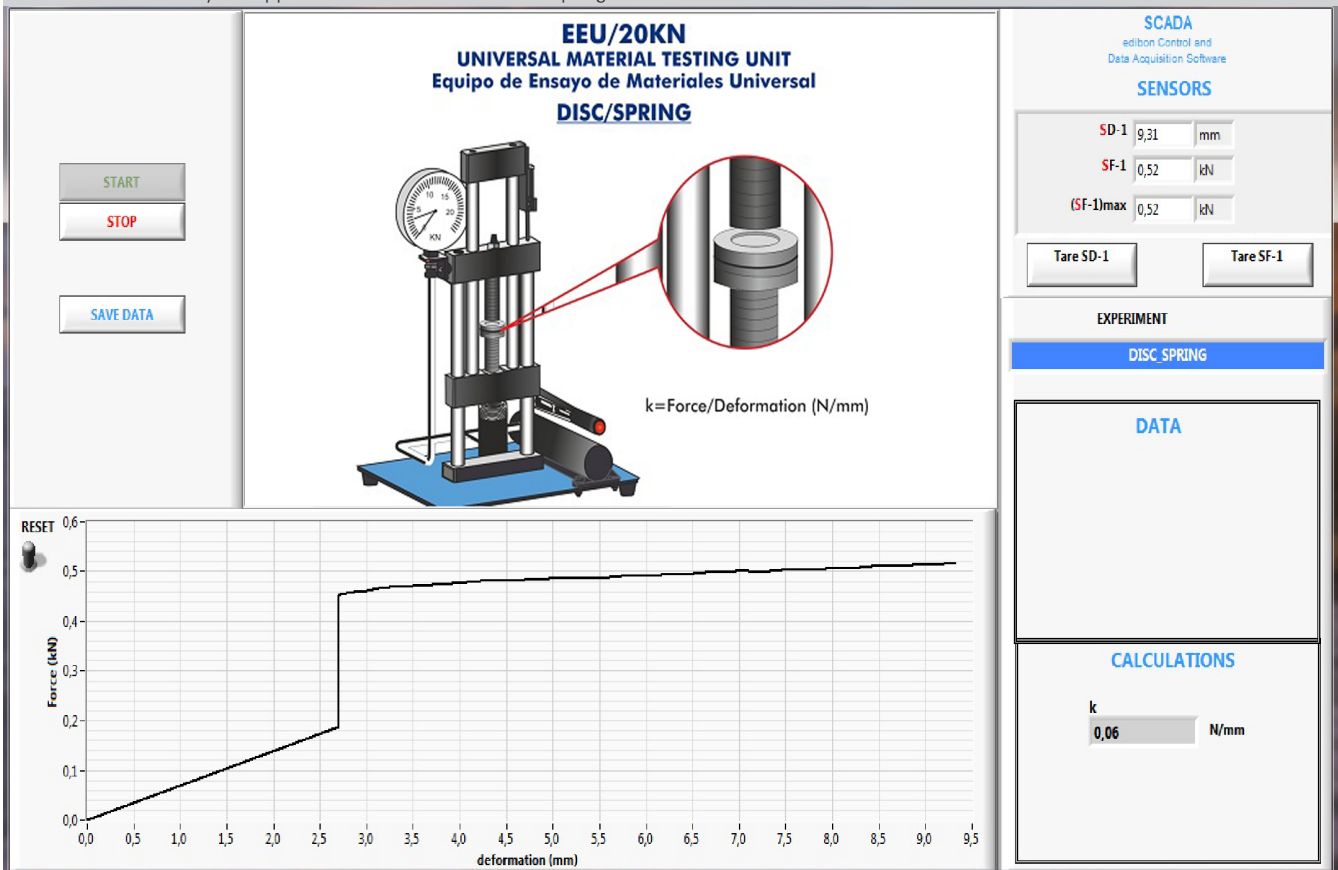 EEU/20KN
UNIVERSAL MATERIAL TESTING UNIT
Equipo de Ensayo de Materiales Universal
DISC/SPRING
START
STOP
SAVE DATA
10 15
5 20
0
KN
k=Force/Deformation (N/mm)
SCADA
edibon Control and
Data Acquisition Software
SENSORS
SD-1 9,31 mm
SF-1 0,52 kN
(SF-1)max 0,52 kN
Tare SD-1 Tare SF-1
EXPERIMENT
DISC_SPRING
DATA
CALCULATIONS
k
0,06 N/mm
RESET
Force (kN)
0,6
0,5
0,4
0,3
0,2
0,1
0,0
0,0 0,5 1,0 1,5 2,0 2,5 3,0 3,5 4,0 4,5 5,0 5,5 6,0 6,5 7,0 7,5 8,0 8,5 9,0 9,5
deformation (mm)